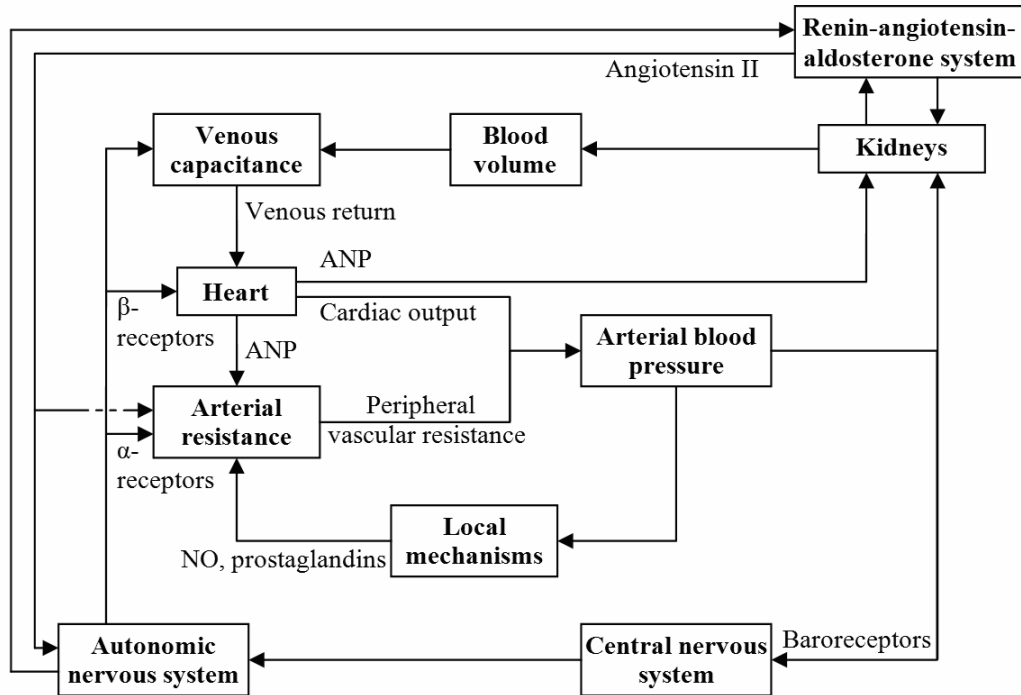 Renin-angiotensin-
aldosterone system
Angiotensin II
Venous
capacitance
Blood
volume
Kidneys
Venous return
ANP
Heart
Cardiac output
β-
receptors
ANP
Arterial blood
pressure
Arterial
resistance
Peripheral
vascular resistance
α-
receptors
Local
mechanisms
NO, prostaglandins
Autonomic
nervous system
Central nervous
system
Baroreceptors